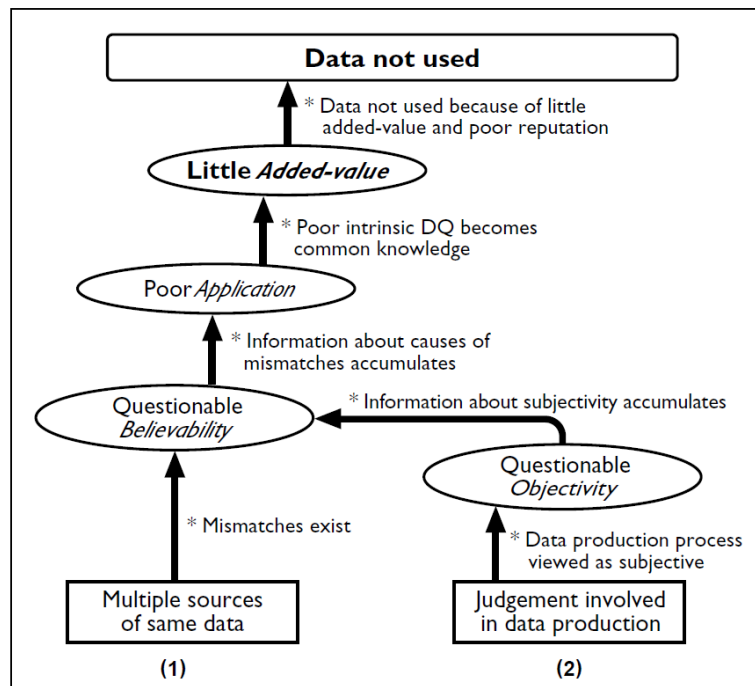 Data not used
* Data not used because of little
added-value and poor reputation
Little Added-value
* Poor intrinsic DQ becomes
common knowledge
Poor Application
* Information about causes of
mismatches accumulates
Questionable
Believability
* Information about subjectivity accumulates
Questionable
Objectivity
* Mismatches exist
* Data production process
viewed as subjective
Multiple sources
of same data
Judgement involved
in data production
(1)
(2)